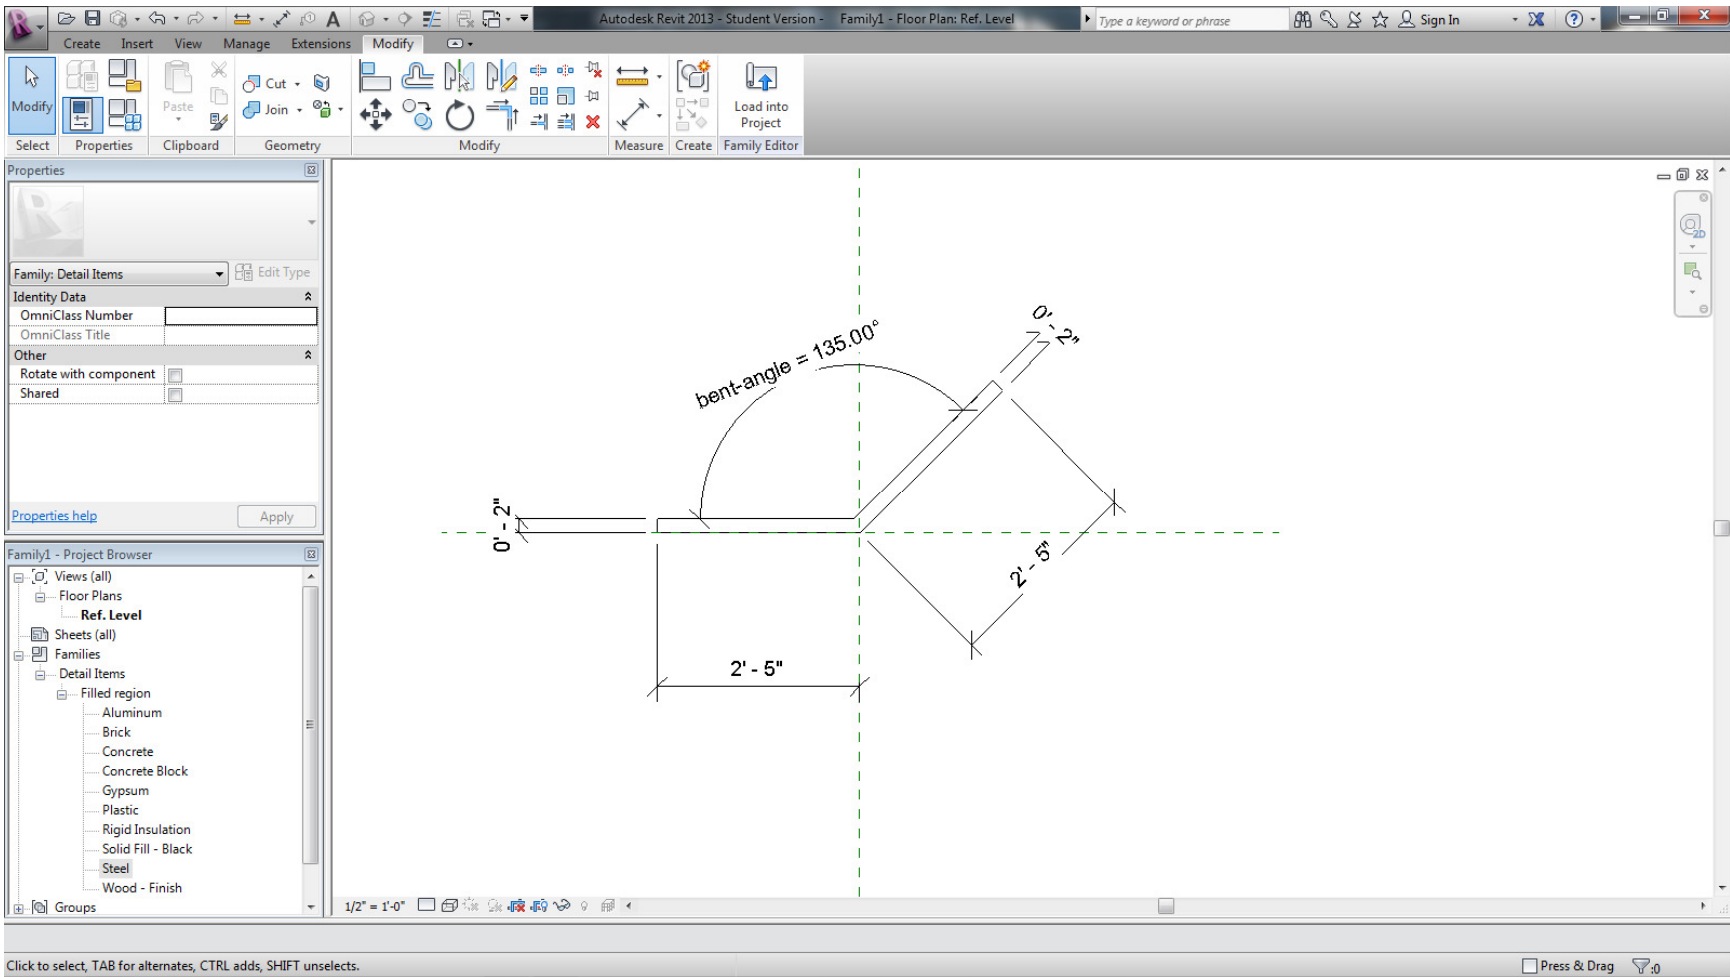 Autodesk Revit 2013 - Student Version - Family1 - Floor Plan: Ref. Level
Type a keyword or phrase
Sign In
Create Insert View Manage Extensions Modify
Modify
Paste
Cut
Join
Load into
Project
Select Properties Clipboard Geometry Modify Measure Create Family Editor
Properties
Family: Detail Items
Edit Type
Identity Data
OmniClass Number
OmniClass Title
Other
Rotate with component
Shared
Properties help
Apply
Family1 - Project Browser
Views (all)
Floor Plans
Ref. Level
Sheets (all)
Families
Detail Items
Filled region
Aluminum
Brick
Concrete
Concrete Block
Gypsum
Plastic
Rigid Insulation
Solid Fill - Black
Steel
Wood - Finish
Groups
bent-angle = 135.00°
0' - 2"
0' - 2"
2' - 5"
2' - 5"
2D
1/2" = 1'-0"
Click to select, TAB for alternates, CTRL adds, SHIFT unselects.
Press & Drag
:0